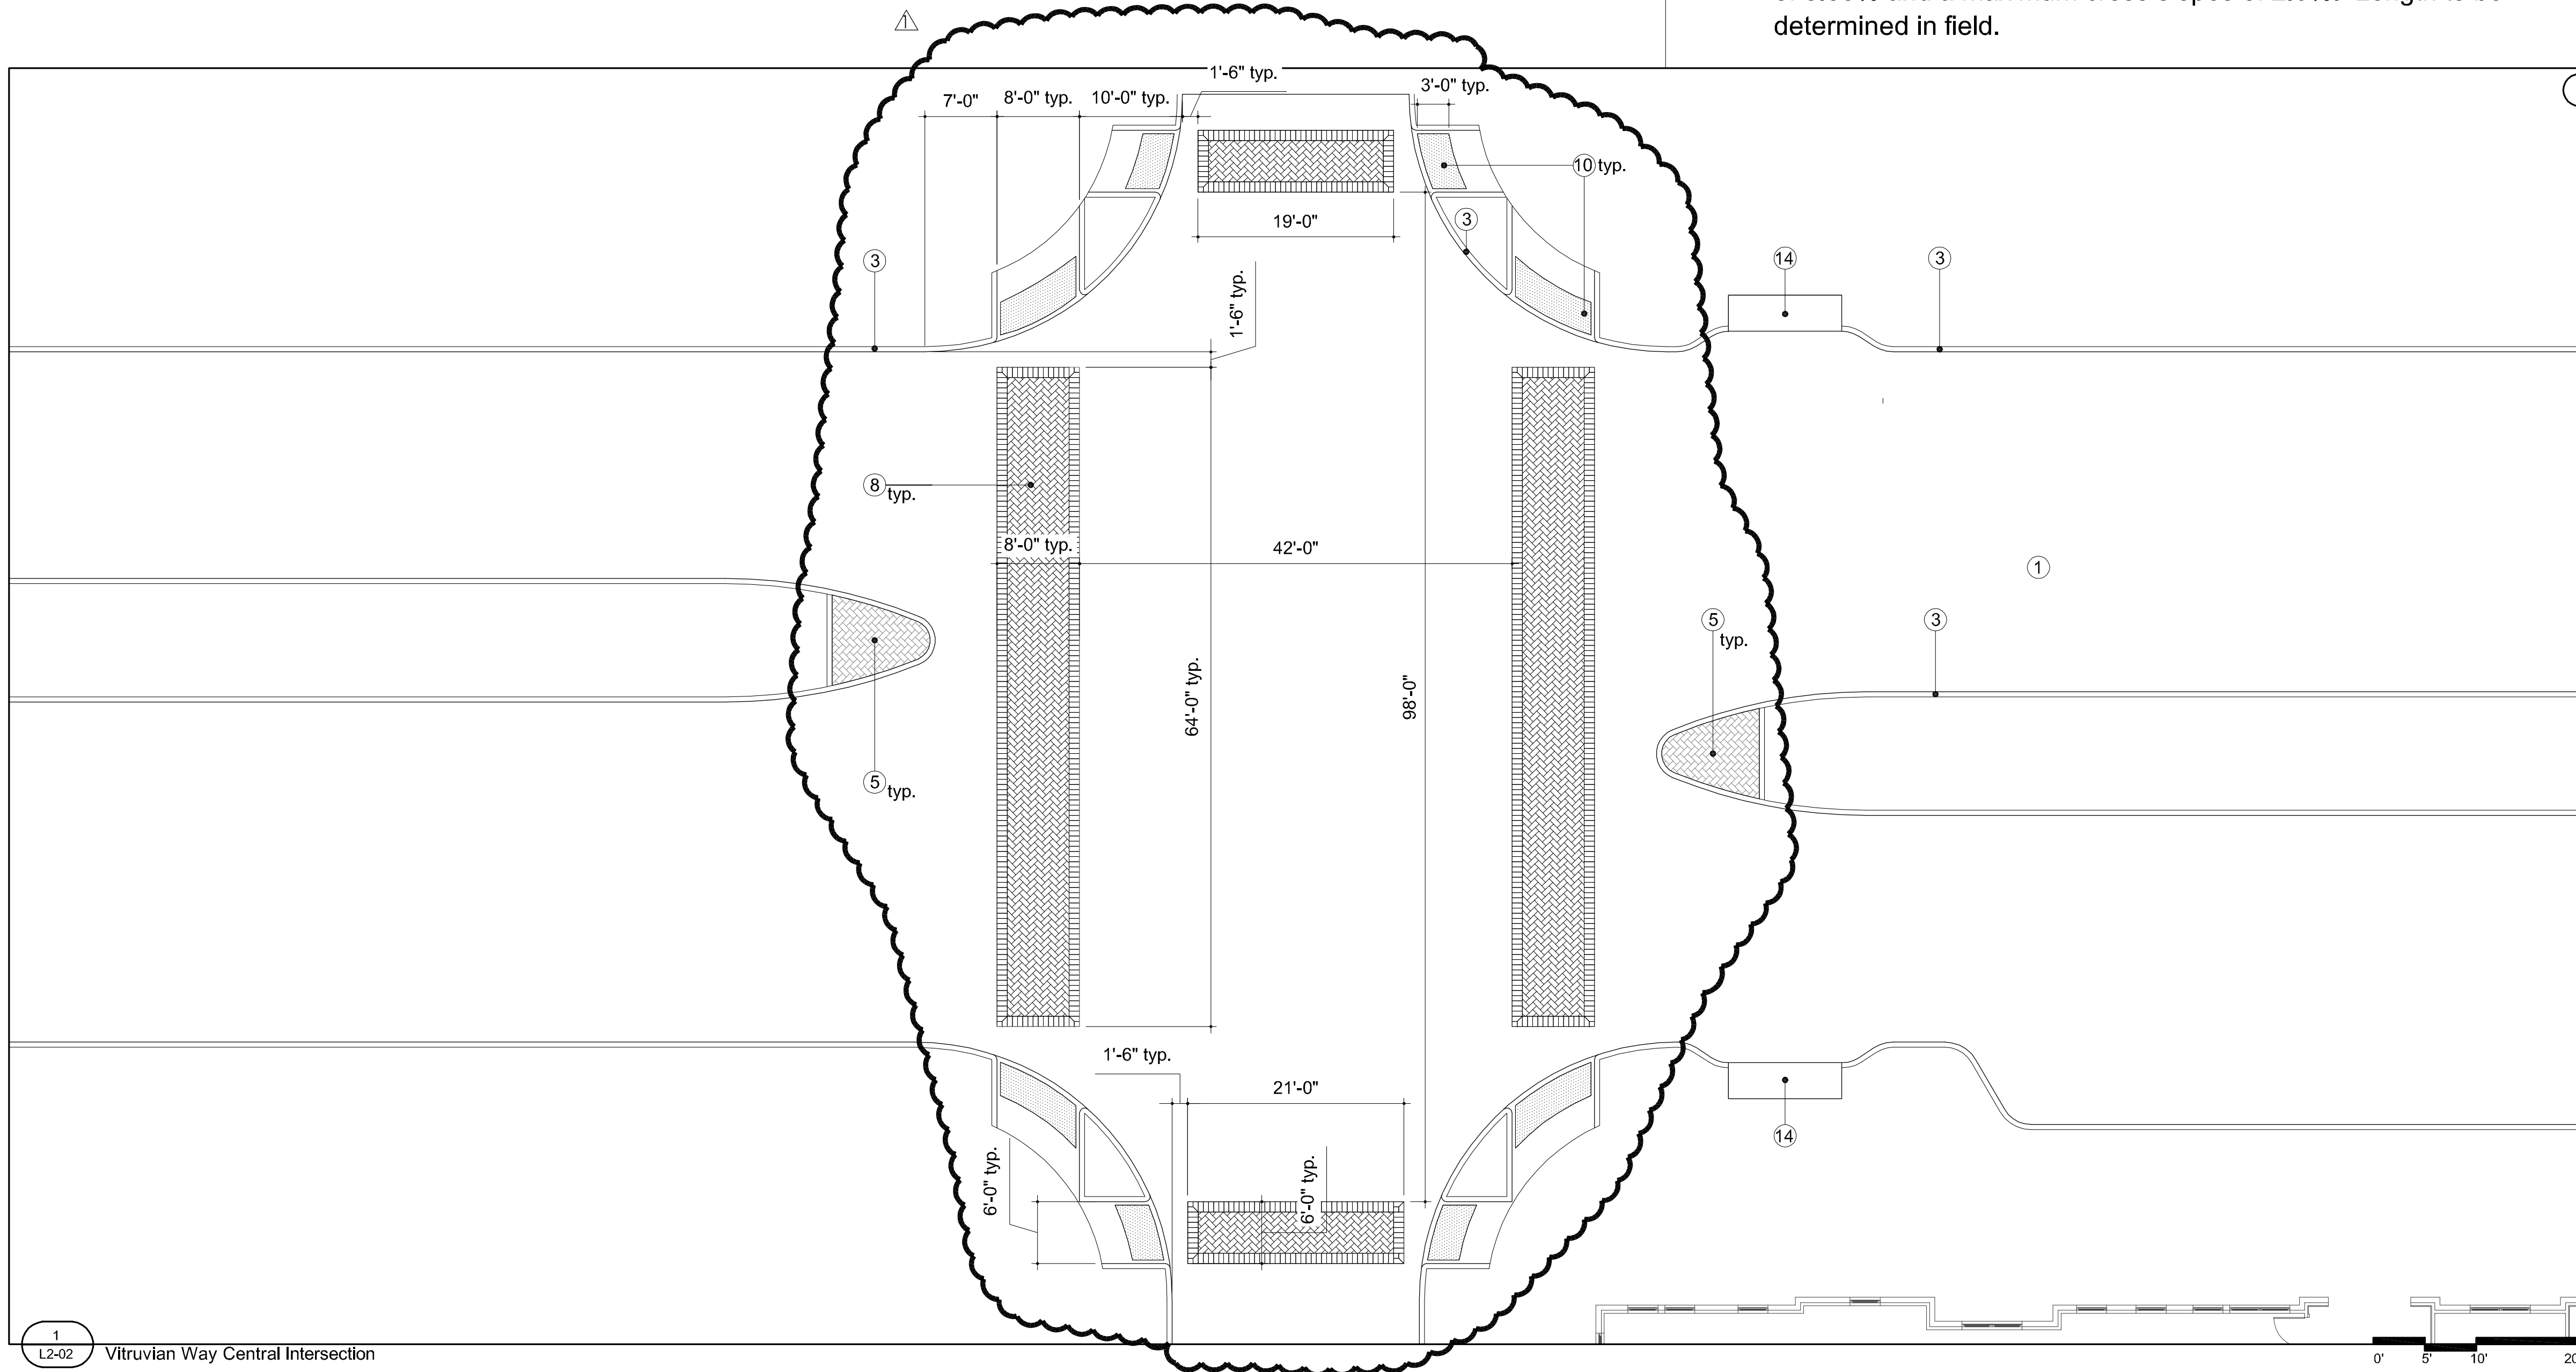 determined in field.
1
1'-6" typ.
7'-0"
8'-0" typ.
10'-0" typ.
3'-0" typ.
10 typ.
19'-0"
3
3
1'-6" typ.
14
3
8 typ.
8'-0" typ.
42'-0"
1
5 typ.
3
64'-0" typ.
98'-0"
5 typ.
1'-6" typ.
21'-0"
14
6'-0" typ.
6'-0" typ.
1
L2-02
Vitruvian Way Central Intersection
0' 5' 10'